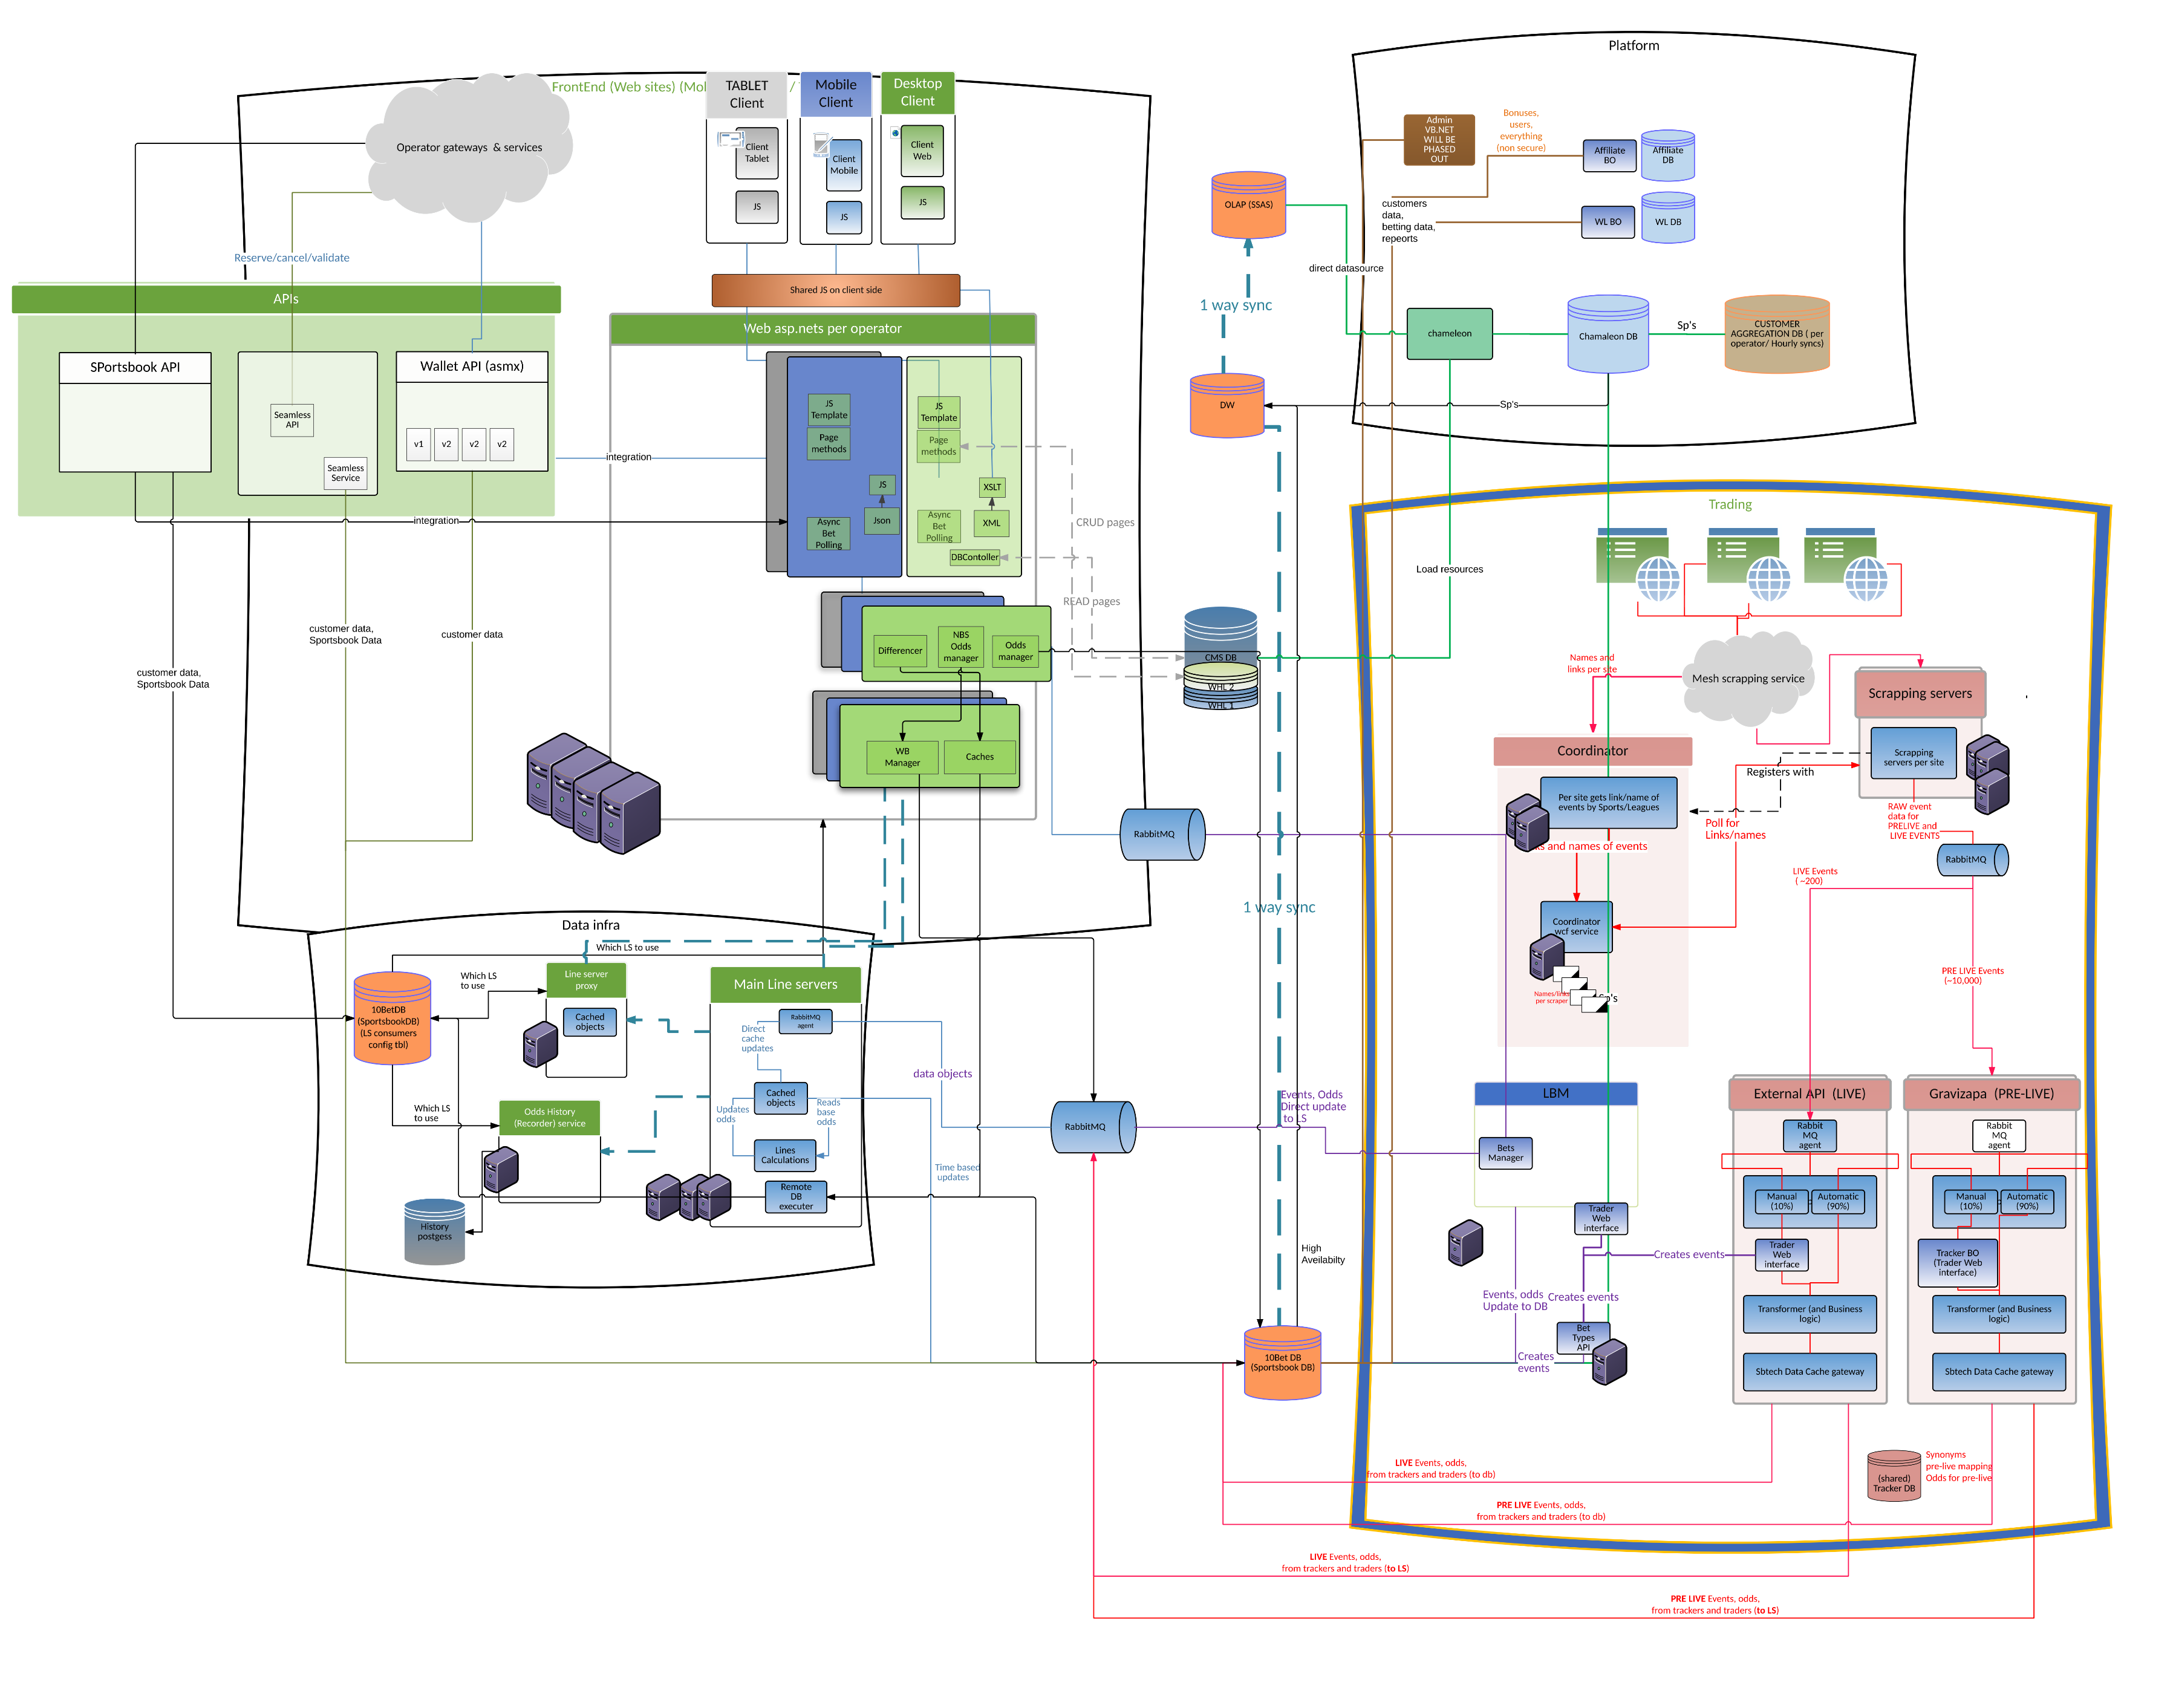 Platform
FrontEnd (Web sites) (Mo
/
TABLET
Client
Mobile
Client
Desktop
Client
Operator gateways  & services
Client
Tablet
JS
Client
Mobile
JS
Client
Web
JS
Shared JS on client side
Reserve/cancel/validate
APIs
SPortsbook API
Seamless
API
Seamless
Service
Wallet API (asmx)
v1
v2
v2
v2
Web asp.nets per operator
JS
Template
Page
methods
JS
Json
Async
Bet
Polling
JS
Template
Page
methods
XSLT
XML
Async
Bet
Polling
DBContoller
integration
integration
CRUD pages
READ pages
customer data,
Sportsbook Data
customer data
customer data,
Sportsbook Data
Differencer
NBS
Odds
manager
Odds
manager
WB
Manager
Caches
Admin
VB.NET
WILL BE
PHASED
OUT
Bonuses,
users,
everything
(non secure)
Affiliate
BO
Affiliate
DB
WL BO
WL DB
customers
data,
betting data,
repeorts
OLAP (SSAS)
direct datasource
1 way sync
chameleon
Chamaleon DB
Sp's
CUSTOMER
AGGREGATION DB ( per
operator/ Hourly syncs)
DW
Sp's
Load resources
CMS DB
WHL 2
WHL 1
RabbitMQ
1 way sync
Trading
Names and
links per site
Mesh scrapping service
Scrapping servers
Scrapping
servers per site
Coordinator
Registers with
Per site gets link/name of
events by Sports/Leagues
Poll for
Links/names
RAW event
data for
PRELIVE and
LIVE EVENTS
and names of events
RabbitMQ
LIVE Events
( ~200)
Coordinator
wcf service
PRE LIVE Events
(~10,000)
Names/links
per scraper
Sp's
Data infra
Which LS to use
Which LS
to use
Line server
proxy
Cached
objects
10BetDB
(SportsbookDB)
(LS consumers
config tbl)
Which LS
to use
Odds History
(Recorder) service
History
postgess
Main Line servers
RabbitMQ
agent
Direct
cache
updates
Cached
objects
Updates
odds
Reads
base
odds
Lines
Calculations
Remote
DB
executer
data objects
Time based
updates
RabbitMQ
Events, Odds
Direct update
to LS
High
Aveilabilty
10Bet DB
(Sportsbook DB)
LBM
Bets
Manager
Trader
Web
interface
Events, odds
Update to DB
Creates events
Creates events
Bet
Types
API
Creates
events
External API  (LIVE)
Rabbit
MQ
agent
Manual
(10%)
Automatic
(90%)
Trader
Web
interface
Transformer (and Business
logic)
Sbtech Data Cache gateway
Gravizapa  (PRE-LIVE)
Rabbit
MQ
agent
Manual
(10%)
Automatic
(90%)
Tracker BO
(Trader Web
interface)
Transformer (and Business
logic)
Sbtech Data Cache gateway
(shared)
Tracker DB
Synonyms
pre-live mapping
Odds for pre-live
LIVE Events, odds,
from trackers and traders (to db)
PRE LIVE Events, odds,
from trackers and traders (to db)
LIVE Events, odds,
from trackers and traders (to LS)
PRE LIVE Events, odds,
from trackers and traders (to LS)